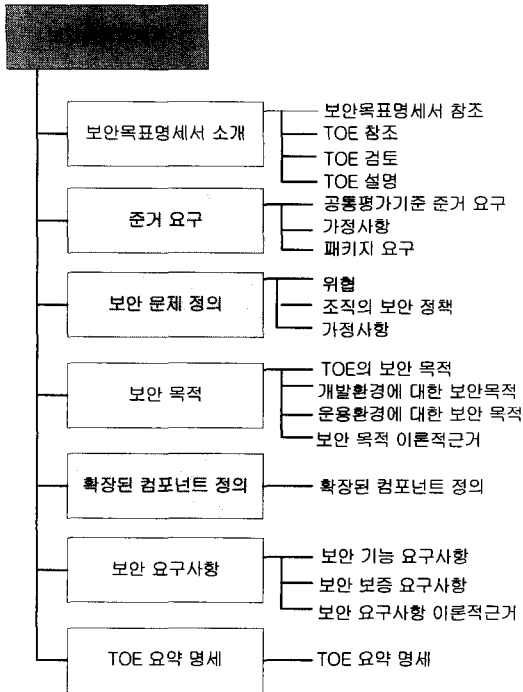 보안목표명세서 소개
보안목표명세서 참조
TOE 참조
TOE 검토
TOE 설명
준거 요구
공통평가기준 준거 요구
가정사항
패키지 요구
보안 문제 정의
위협
조직의 보안 정책
가정사항
보안 목적
TOE의 보안 목적
개발환경에 대한 보안목적
운용환경에 대한 보안 목적
보안 목적 이론적근거
확장된 컴포넌트 정의
확장된 컴포넌트 정의
보안 요구사항
보안 기능 요구사항
보안 보증 요구사항
보안 요구사항 이론적근거
TOE 요약 명세
TOE 요약 명세